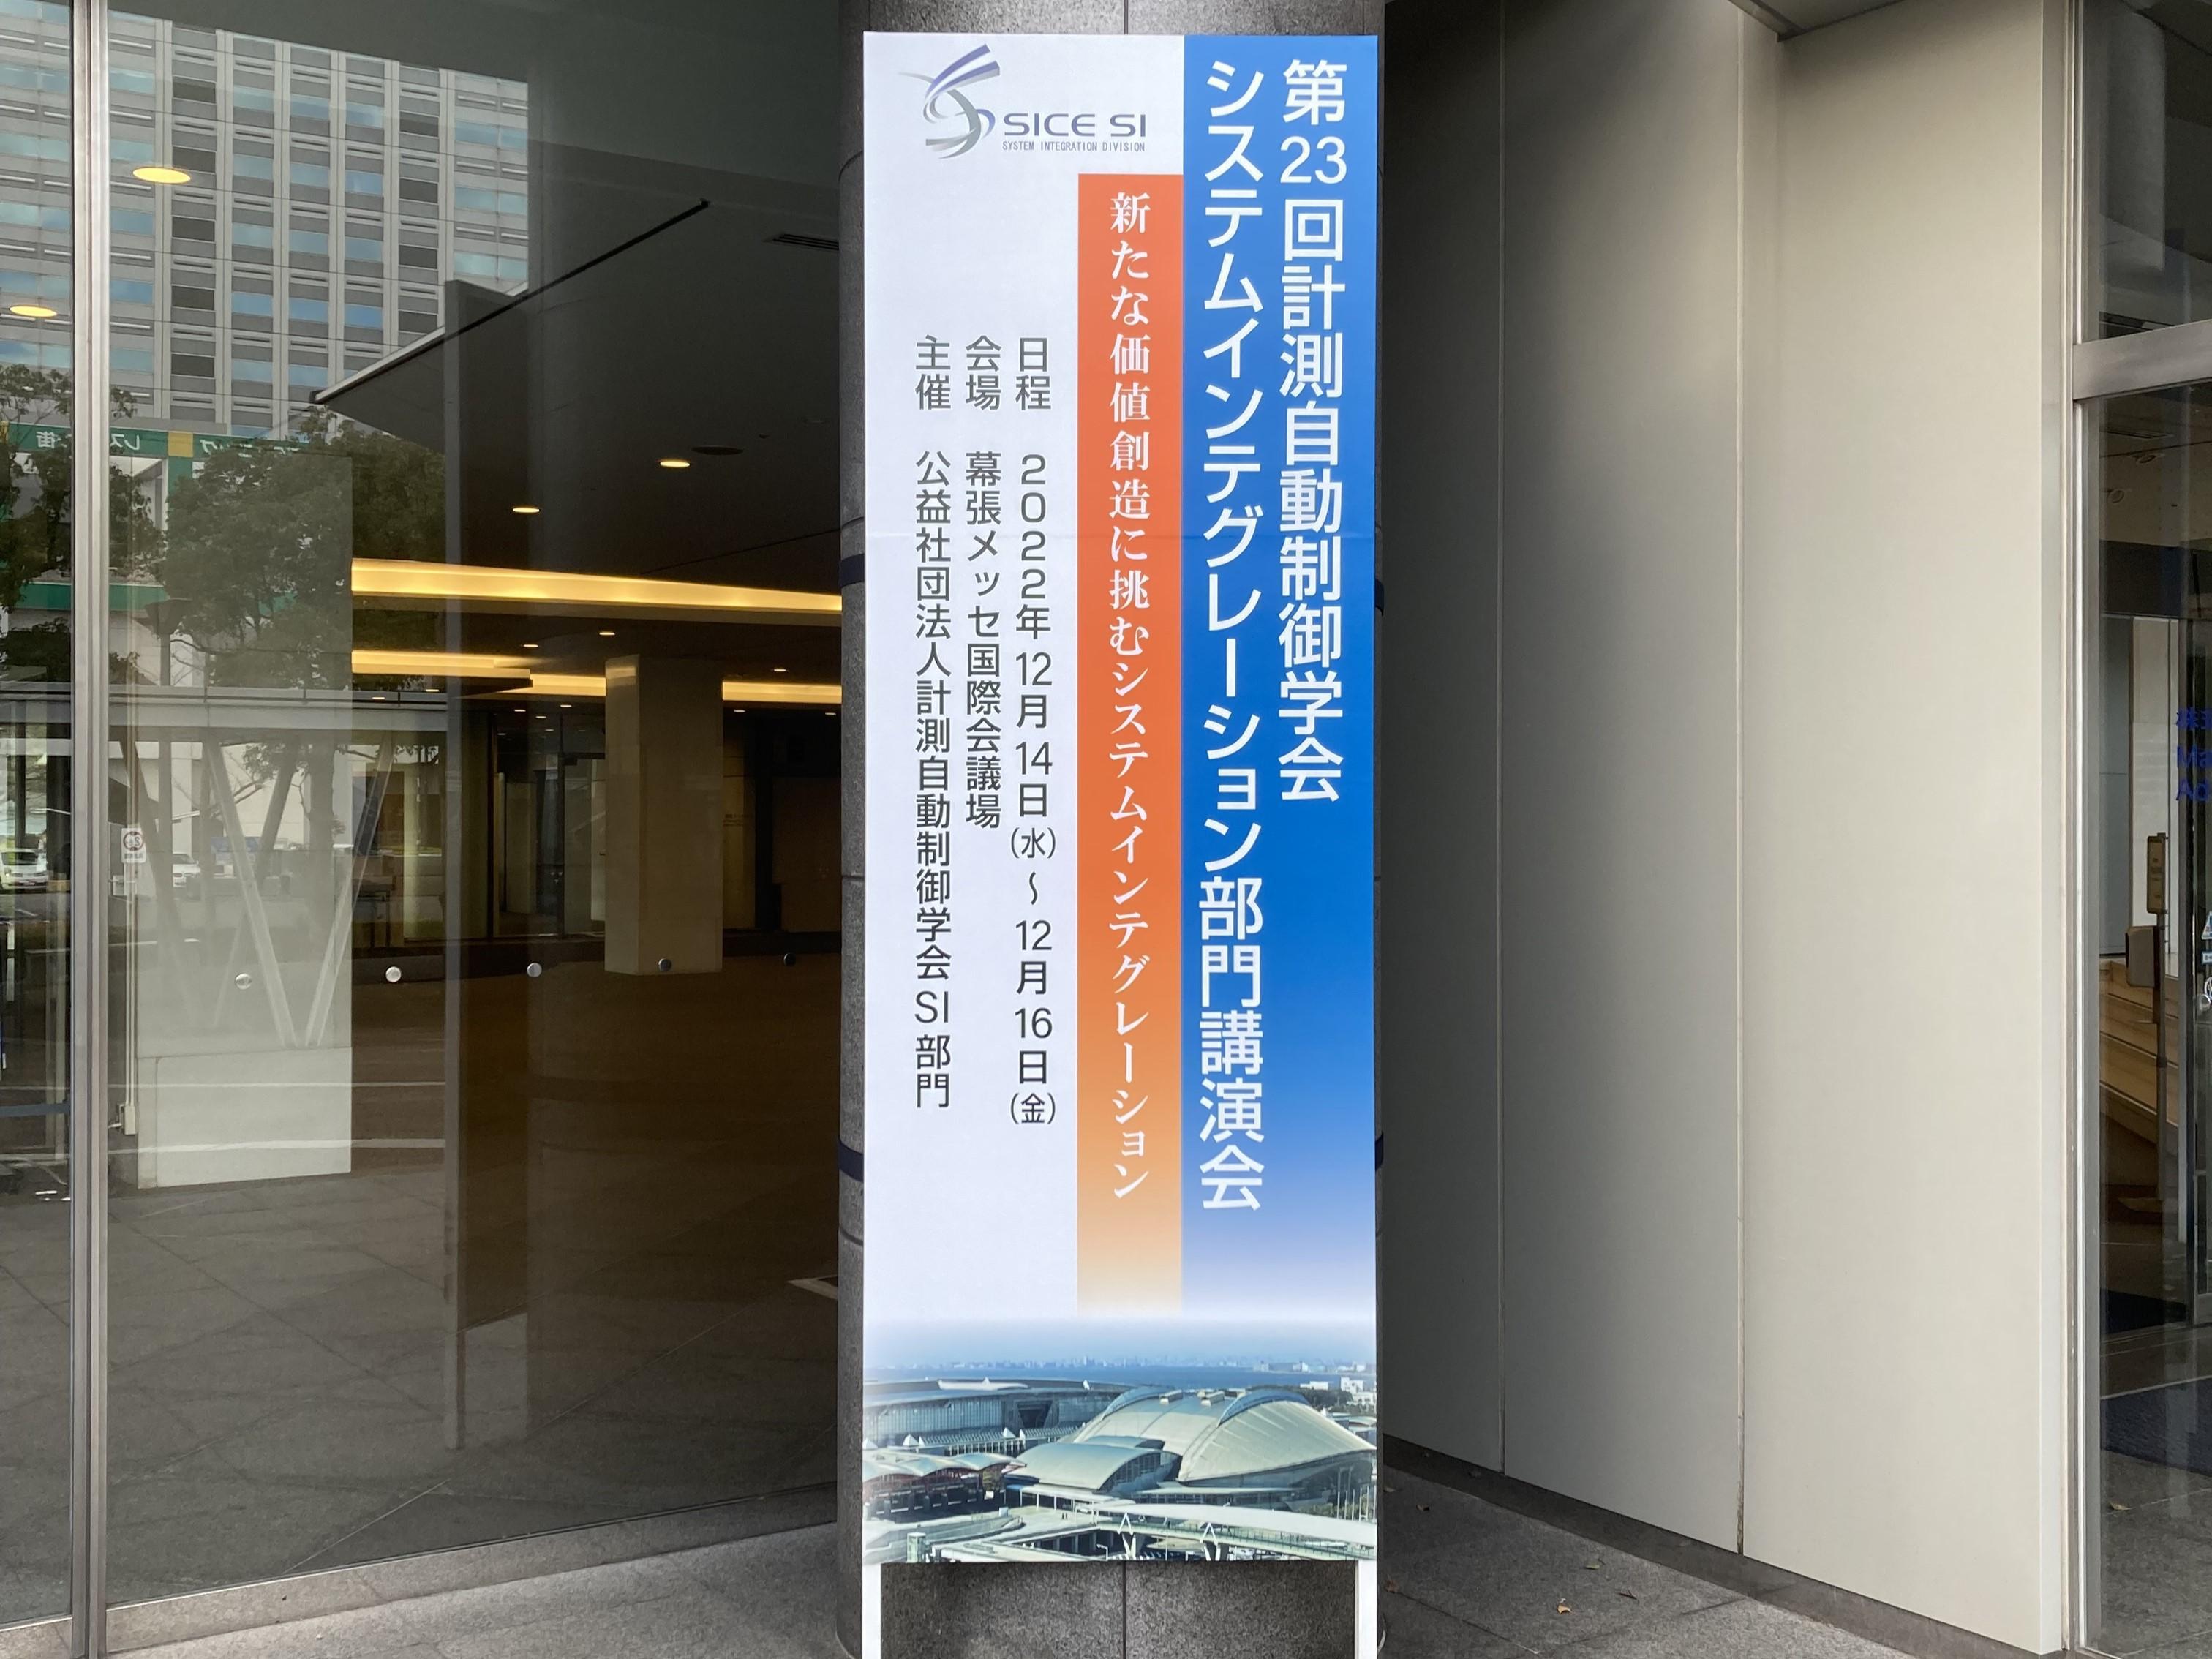 SICE SI
SYSTEM INTEGRATION DIVISION
第23回計測自動制御学会
システムインテグレーション部門講演会
新たな価値創造に挑むシステムインテグレーション
日程 2022年12月14日(水)～12月16日(金)
会場 幕張メッセ国際会議場
主催 公益社団法人計測自動制御学会SI部門